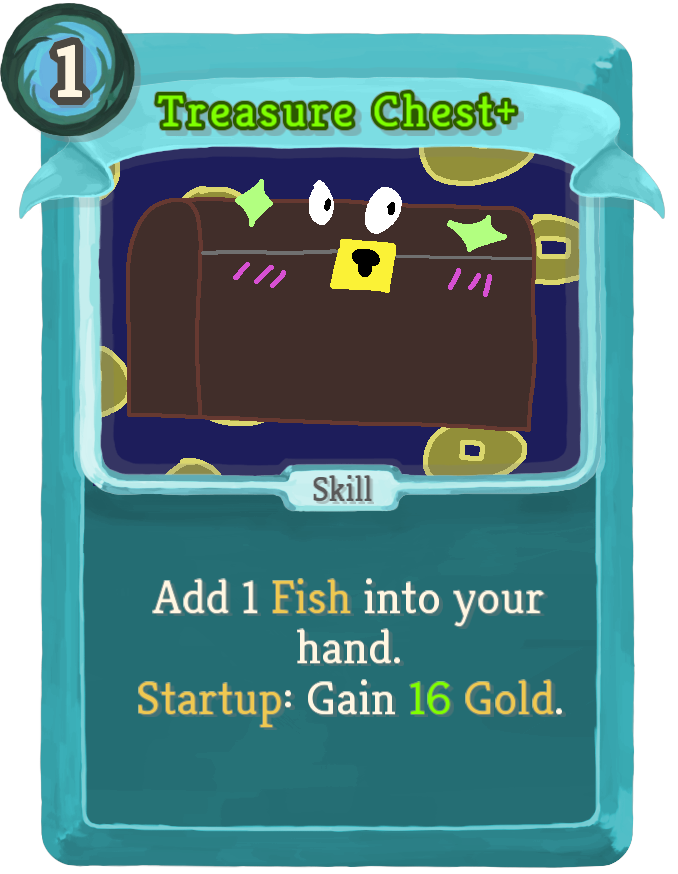 1
Treasure Chest+
Skill
Add 1 Fish into your
hand.
Startup: Gain 16 Gold.